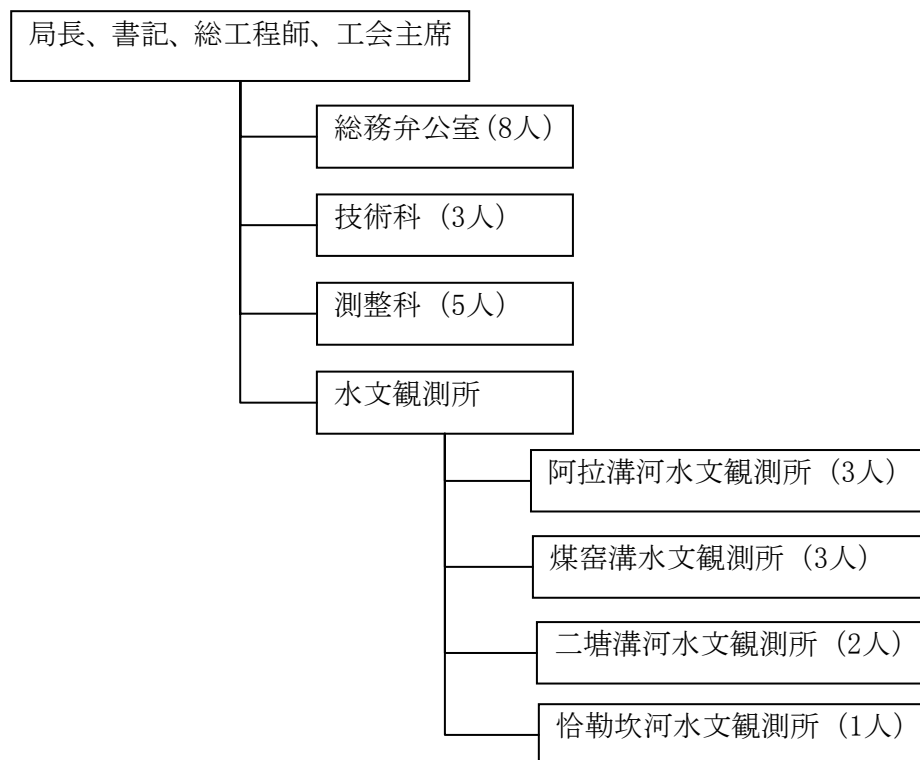 局長、書記、総工程師、工会主席
総務弁公室(8人)
技術科 (3人)
測整科 (5人)
水文観測所
阿拉溝河水文観測所 (3人)
煤窑溝水文観測所 (3人)
二塘溝河水文観測所 (2人)
恰勒坎河水文観測所 (1人)